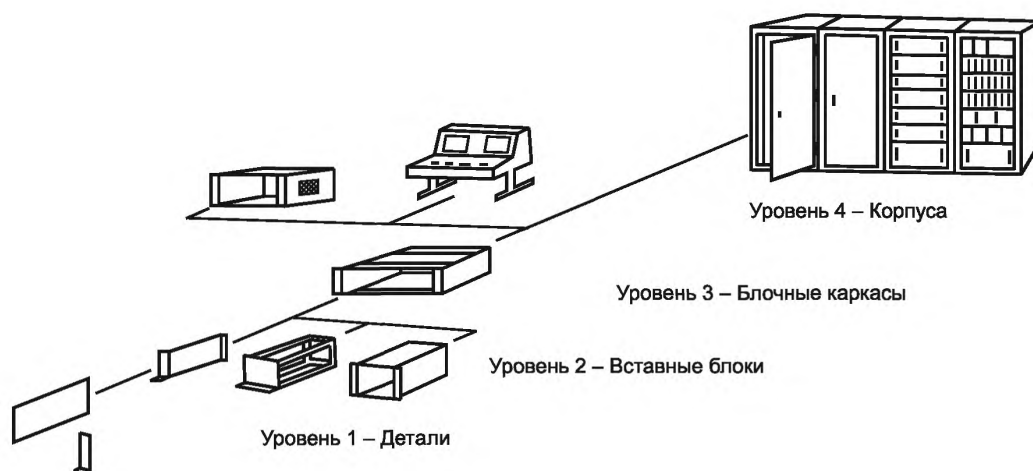 Уровень 4 – Корпуса
Уровень 3 – Блочные каркасы
Уровень 2 – Вставные блоки
Уровень 1 – Детали